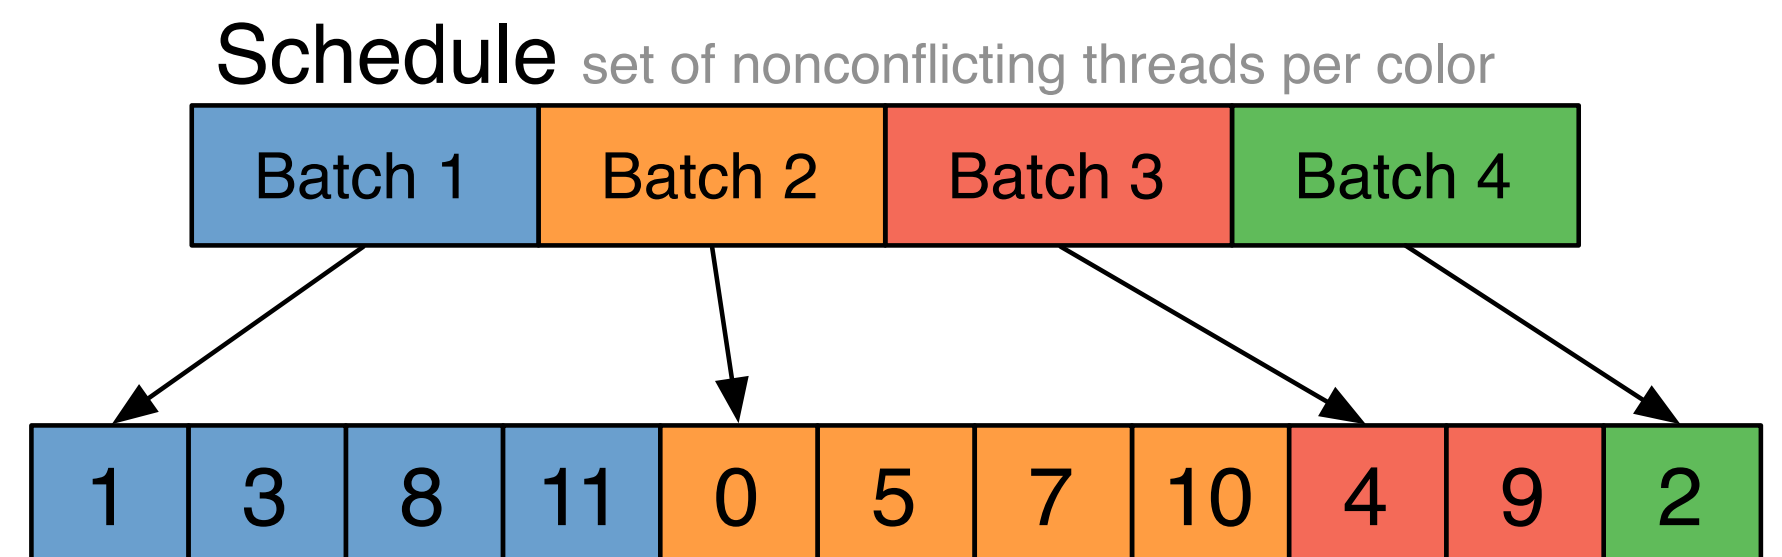 Schedule set of nonconflicting threads per color
Batch 1 Batch 2 Batch 3 Batch 4
1 3 8 11 0 5 7 10 4 9 2